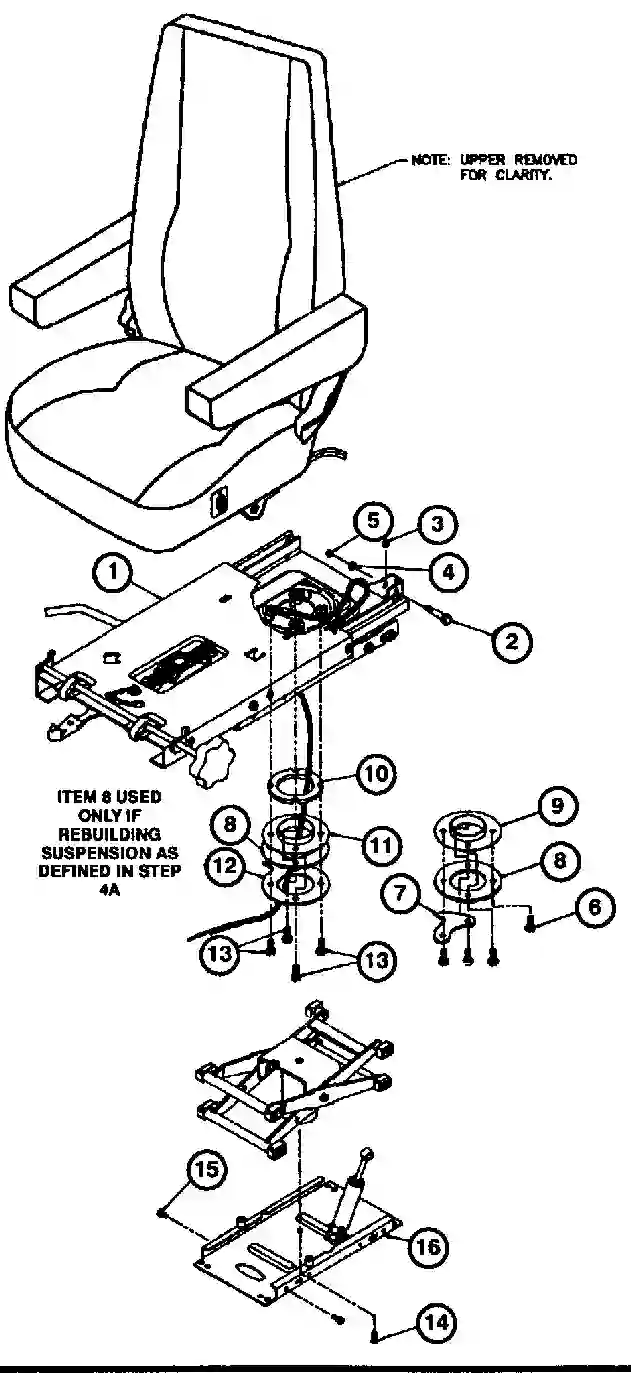 NOTE: UPPER REMOVED
FOR CLARITY.
5
3
4
1
2
10
ITEM 8 USED
ONLY IF
REBUILDING
SUSPENSION AS
DEFINED IN STEP
4A
8
11
12
9
8
7
6
13
13
15
16
14